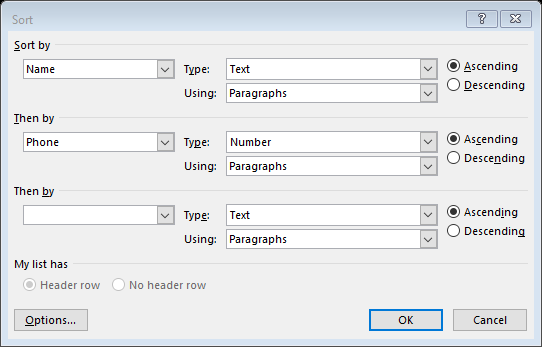 Sort
Sort by
Name Type: Text Ascending
Using: Paragraphs Descending
Then by
Phone Type: Number Ascending
Using: Paragraphs Descending
Then by
Type: Text Ascending
Using: Paragraphs Descending
My list has
Header row No header row
Options... OK Cancel